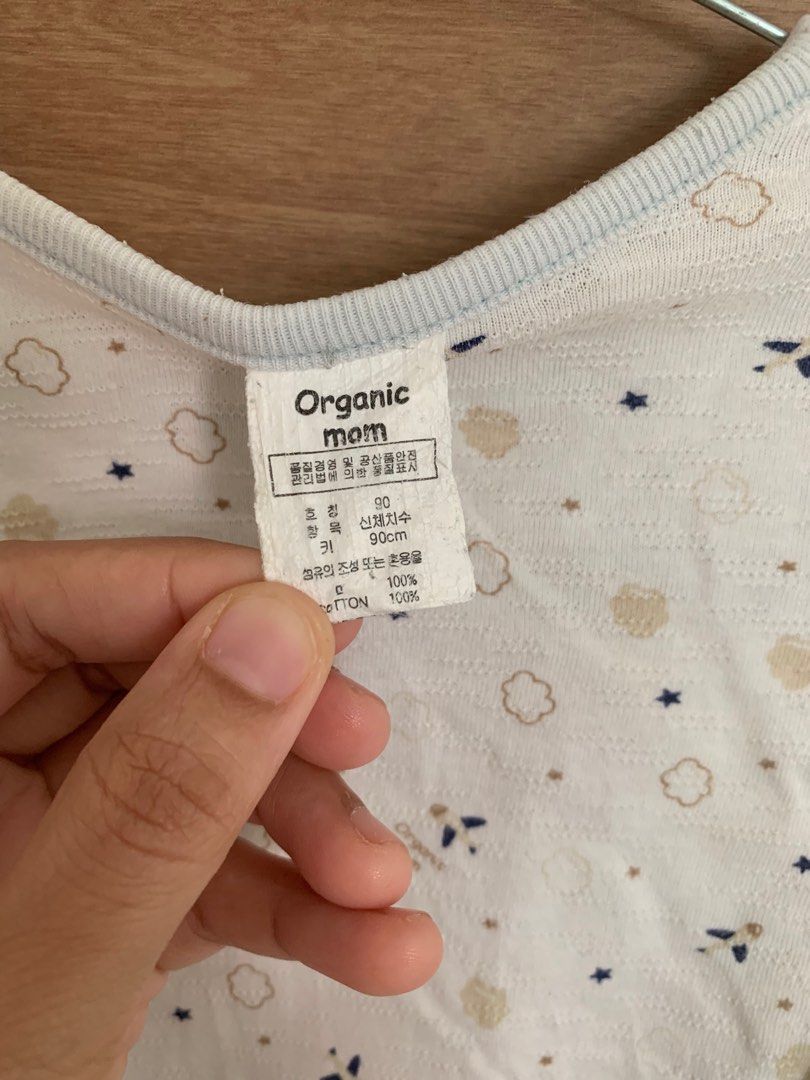 Organic
mom
품질경영 및 공산품안전
관리법에 의한 품질표시
호 칭 90
항 목 신체치수
키 90cm
섬유의 조성 또는 혼용율
100%
COTTON 100%